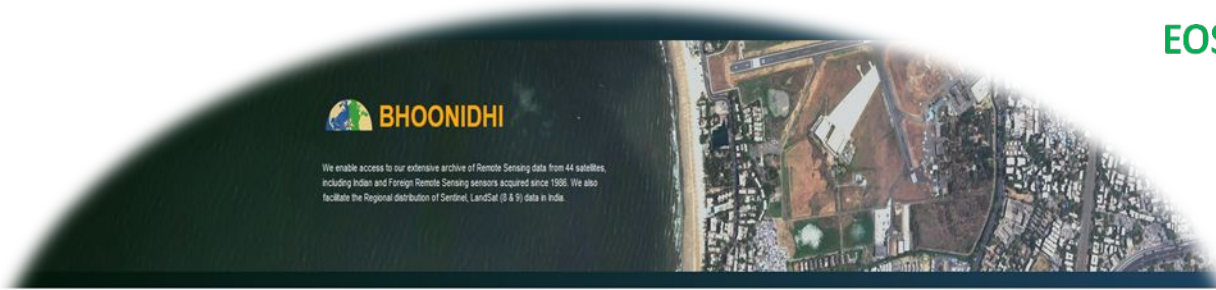 EOS
BHOONIDHI
We enable access to our extensive archive of Remote Sensing data from 44 satellites,
including Indian and Foreign Remote Sensing sensors acquired since 1986. We also
facilitate the Regional distribution of Sentinel, LandSat (8 & 9) data in India.